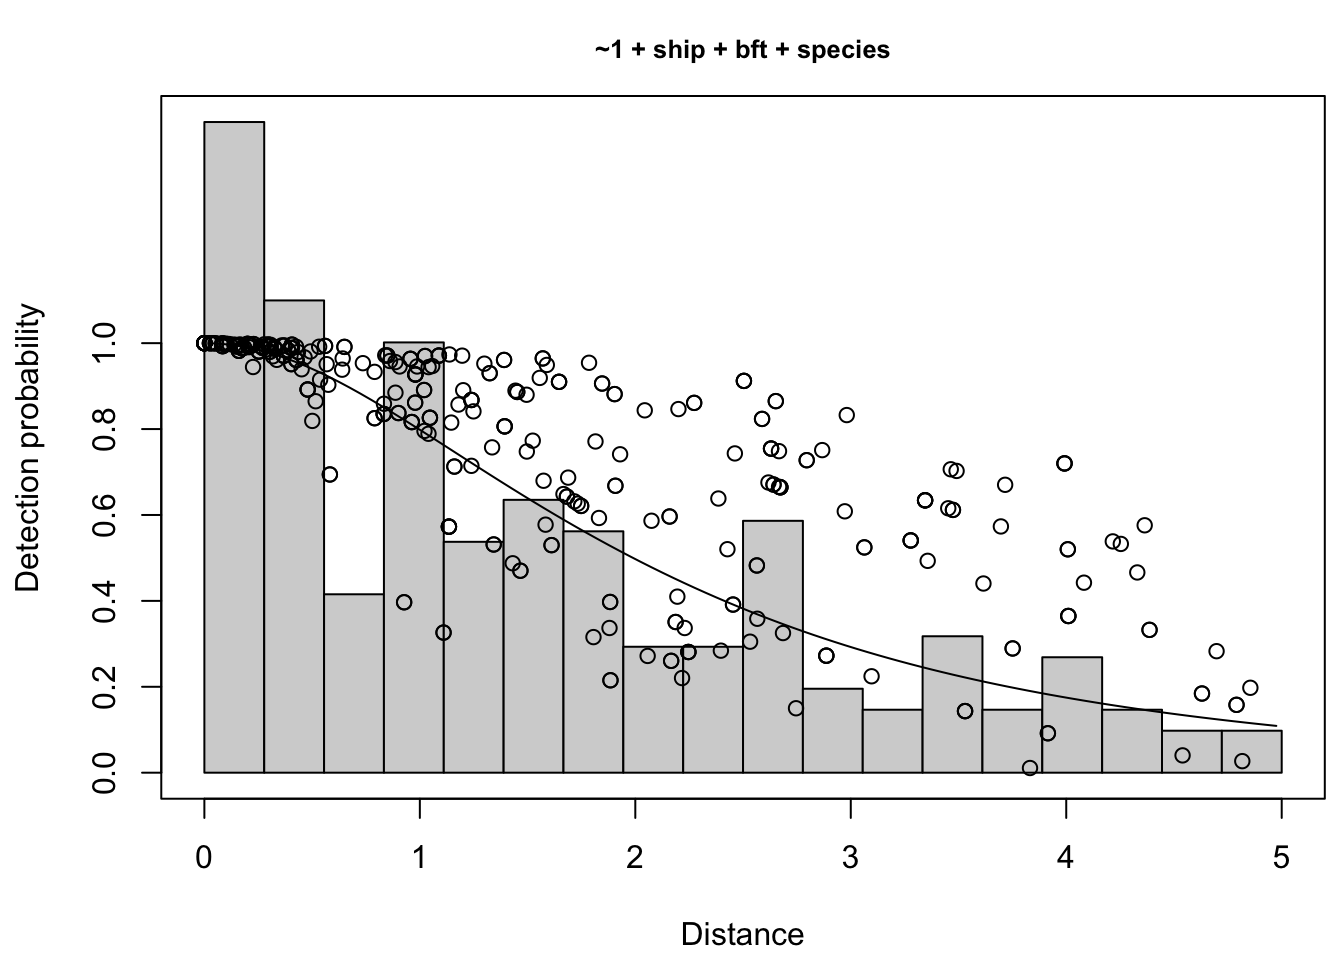 ~1 + ship + bft + species
Detection probability
1.0
0.8
0.6
0.4
0.2
0.0
0 1 2 3 4 5
Distance